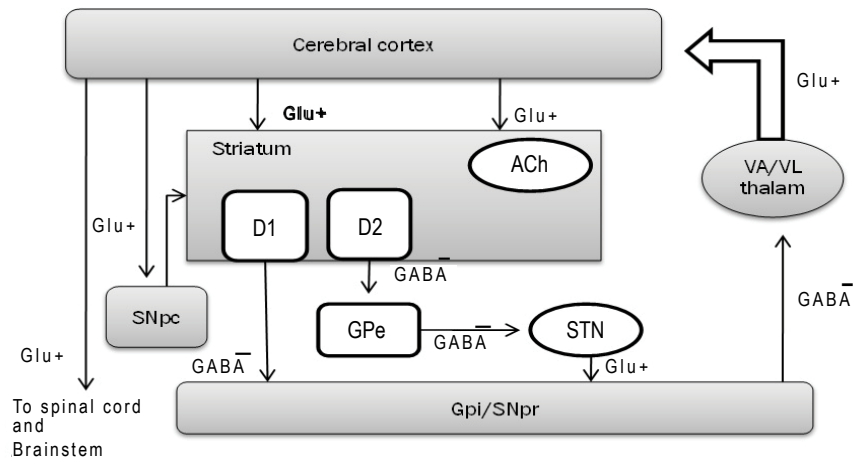 Cerebral cortex
Glu+
Glu+
Glu+
Striatum
ACh
VA/VL
thalam
D1
D2
Glu+
GABA−
GABA−
SNpc
GPe
GABA−
STN
Glu+
GABA−
Glu+
Gpi/SNpr
To spinal cord
and
Brainstem